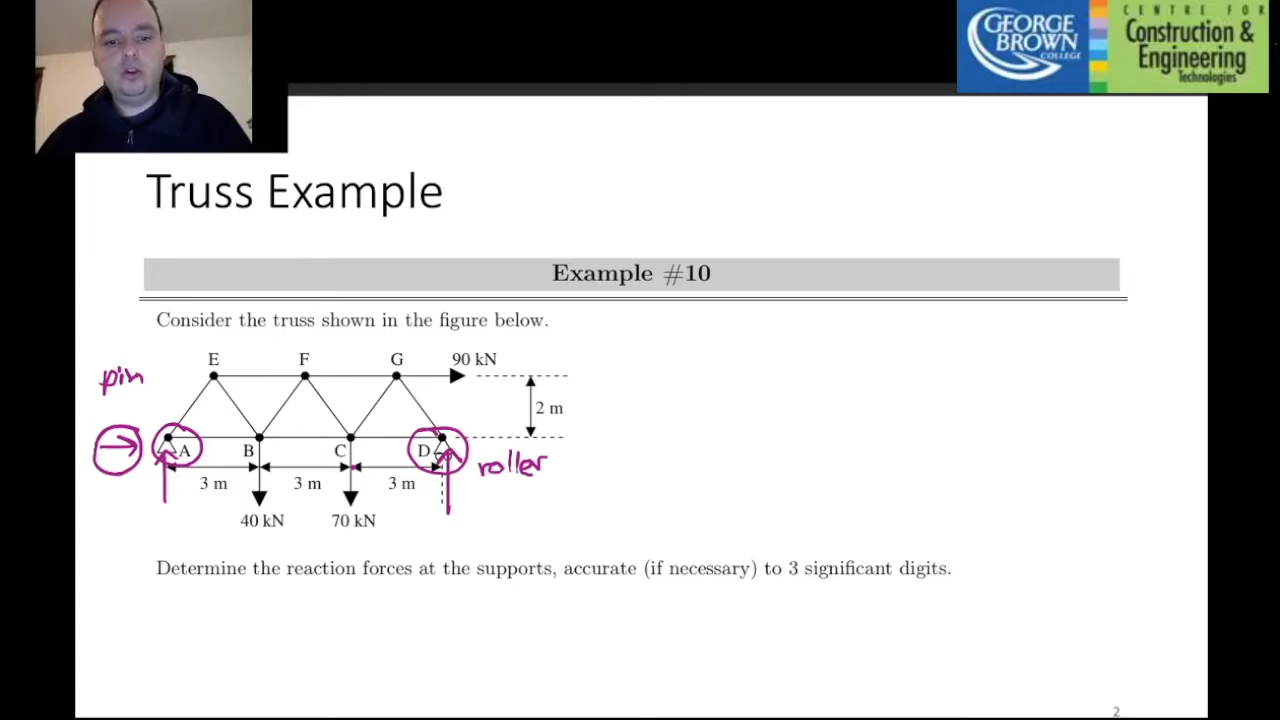 GEORGE
BROWN
COLLEGE
CENTRE FOR
Construction &
Engineering
Technologies
Truss Example
Example #10
Consider the truss shown in the figure below.
E F G 90 kN
pin
2 m
A B C D
roller
3 m 3 m 3 m
40 kN 70 kN
Determine the reaction forces at the supports, accurate (if necessary) to 3 significant digits.
2